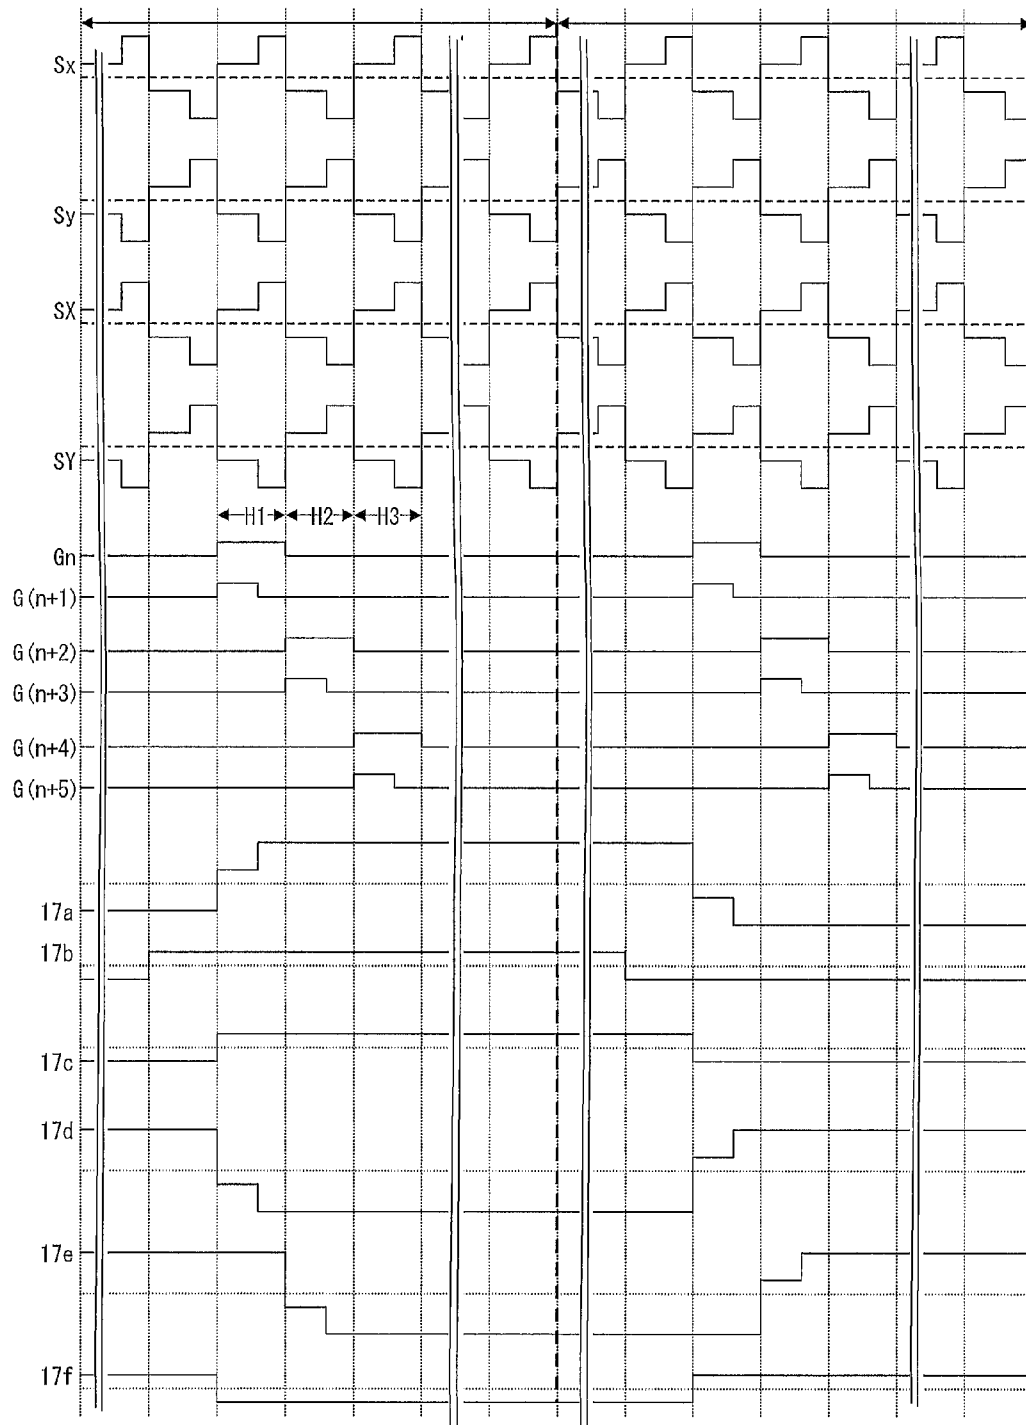 Sx
Sy
SX
SY
H1 H2 H3
Gn
G(n+1)
G(n+2)
G(n+3)
G(n+4)
G(n+5)
17a
17b
17c
17d
17e
17f